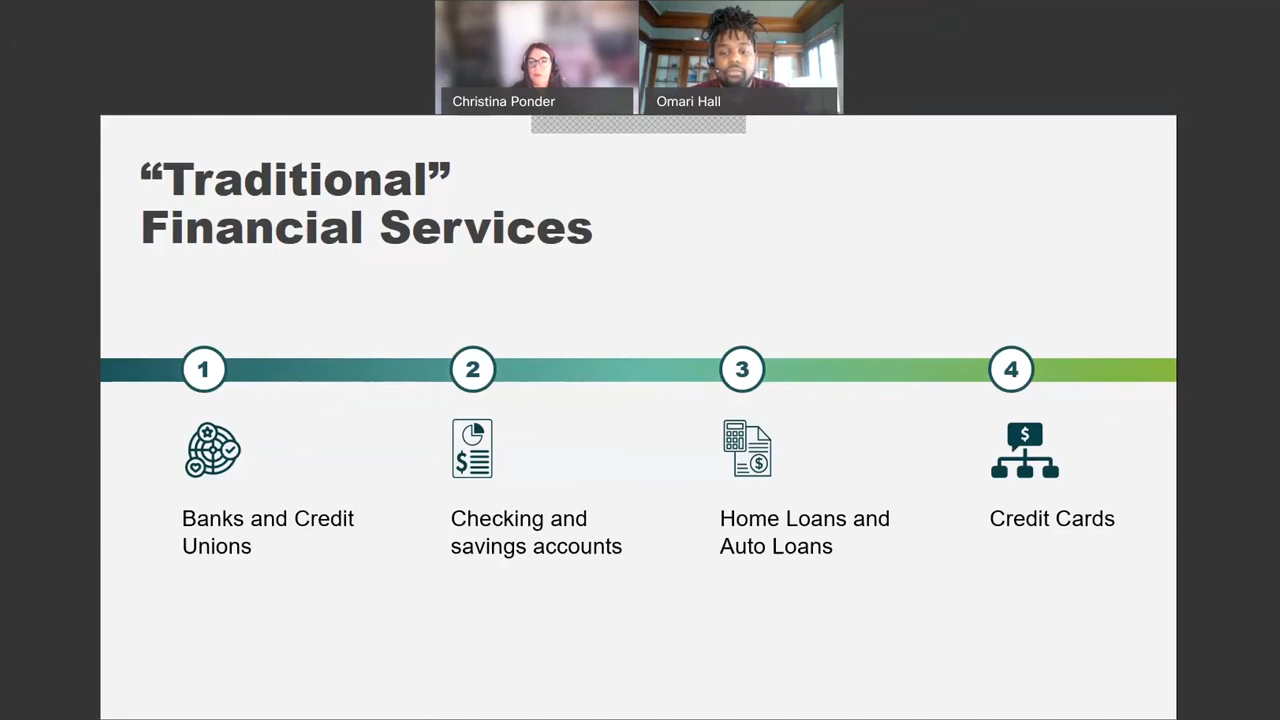 Christina Ponder
Omari Hall
“Traditional”
Financial Services
1
2
3
4
$
$
$
Banks and Credit
Unions
Checking and
savings accounts
Home Loans and
Auto Loans
Credit Cards